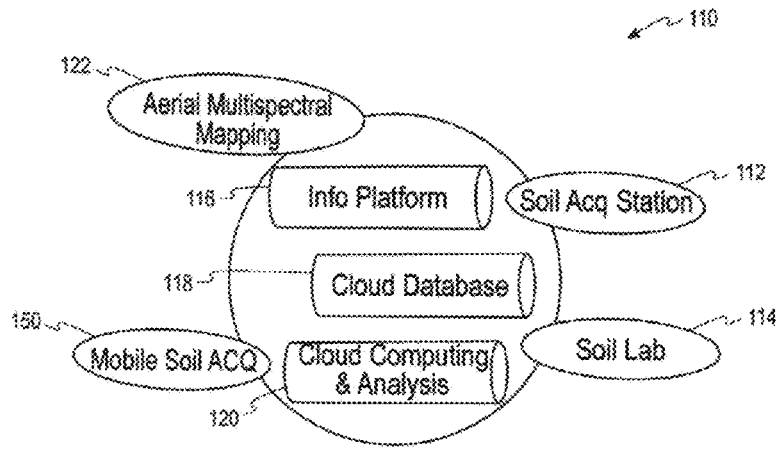 110
122
Aerial Multispectral
Mapping
116
Info Platform
112
Soil Acq Station
118
Cloud Database
150
Mobile Soil ACQ
Cloud Computing
& Analysis
114
Soil Lab
120